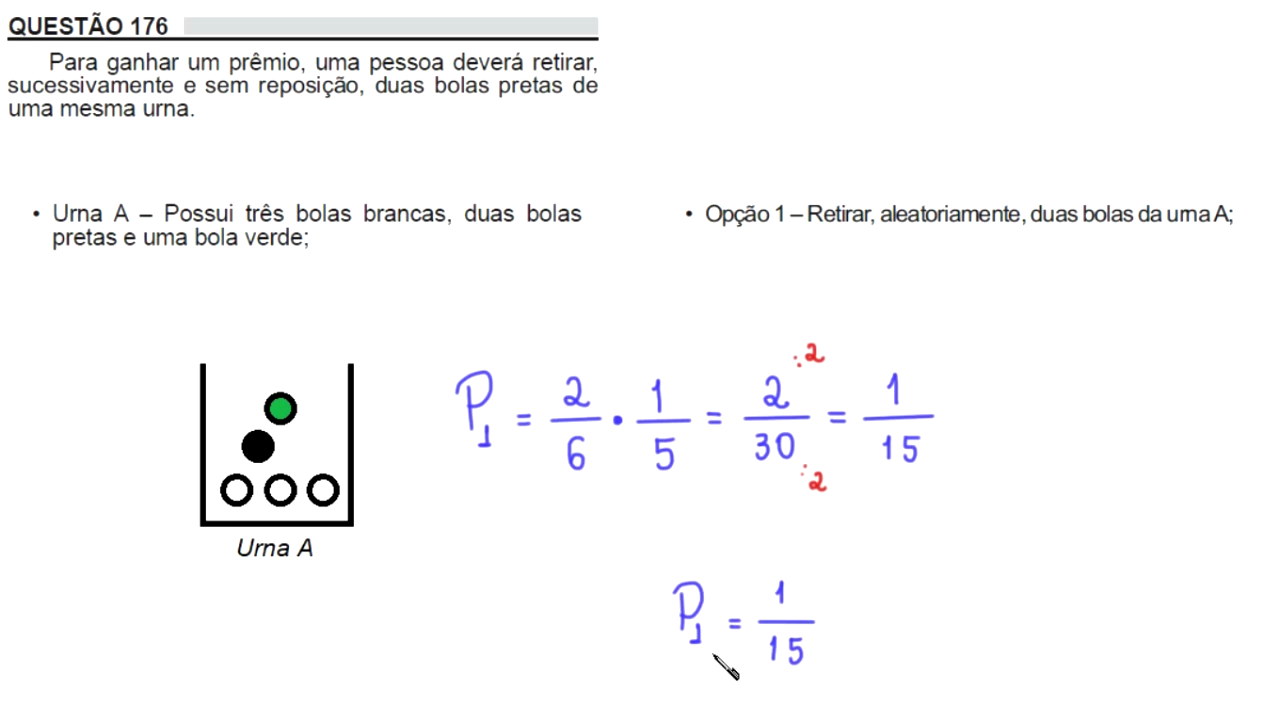 QUESTÃO 176
Para ganhar um prêmio, uma pessoa deverá retirar,
sucessivamente e sem reposição, duas bolas pretas de
uma mesma urna.
• Urna A – Possui três bolas brancas, duas bolas
pretas e uma bola verde;
• Opção 1 – Retirar, aleatoriamente, duas bolas da urna A;
:2
P₁ = 2/6 · 1/5 = 2/30 = 1/15
:2
Urna A
P₁ = 1/15